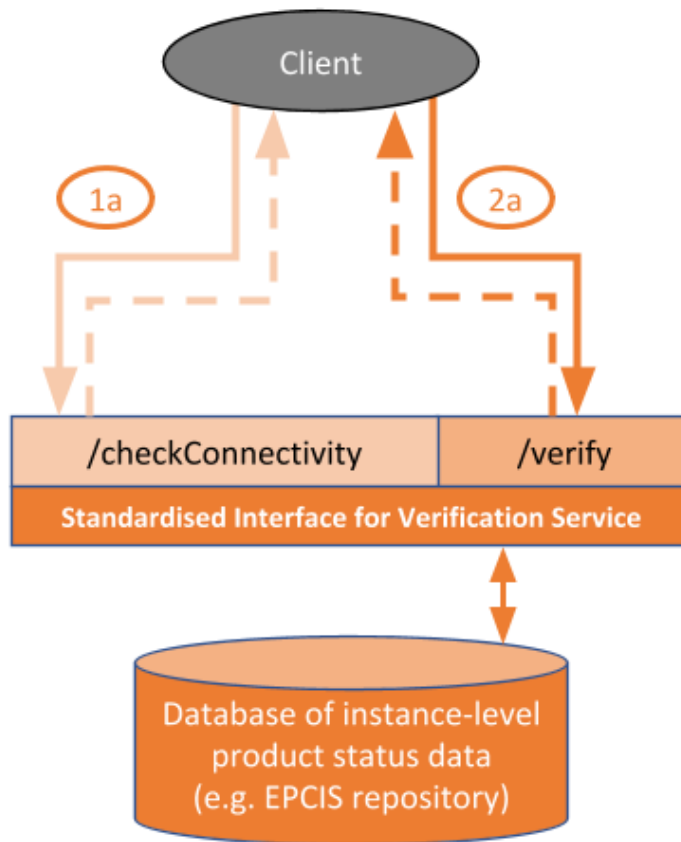 Client
1a
2a
/checkConnectivity
/verify
Standardised Interface for Verification Service
Database of instance-level
product status data
(e.g. EPCIS repository)